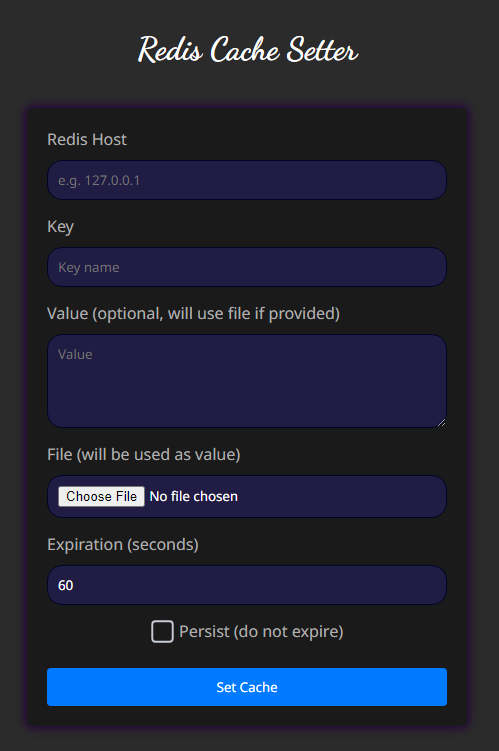 Redis Cache Setter
Redis Host
e.g. 127.0.0.1
Key
Key name
Value (optional, will use file if provided)
Value
File (will be used as value)
Choose File No file chosen
Expiration (seconds)
60
Persist (do not expire)
Set Cache